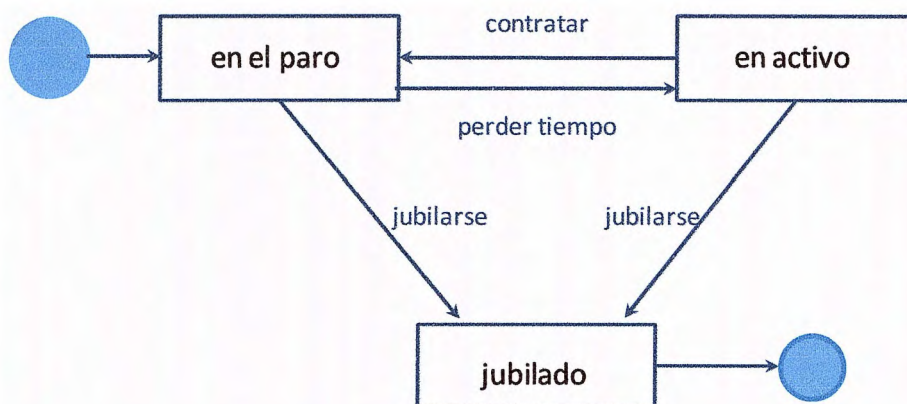 contratar
en el paro
en activo
perder tiempo
jubilarse
jubilarse
jubilado